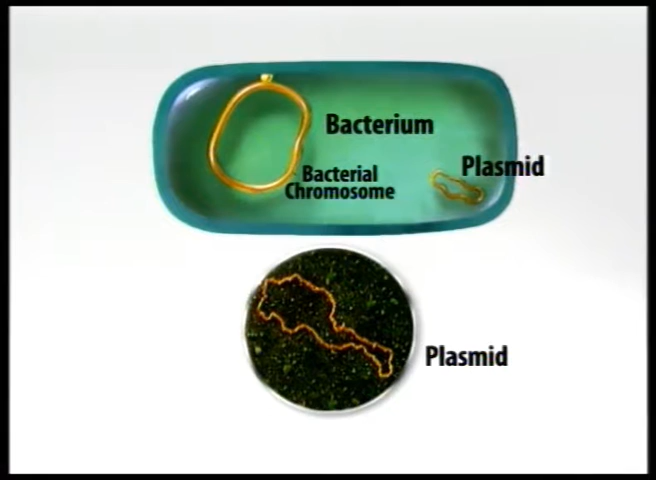 Bacterium
Plasmid
Bacterial
Chromosome
Plasmid